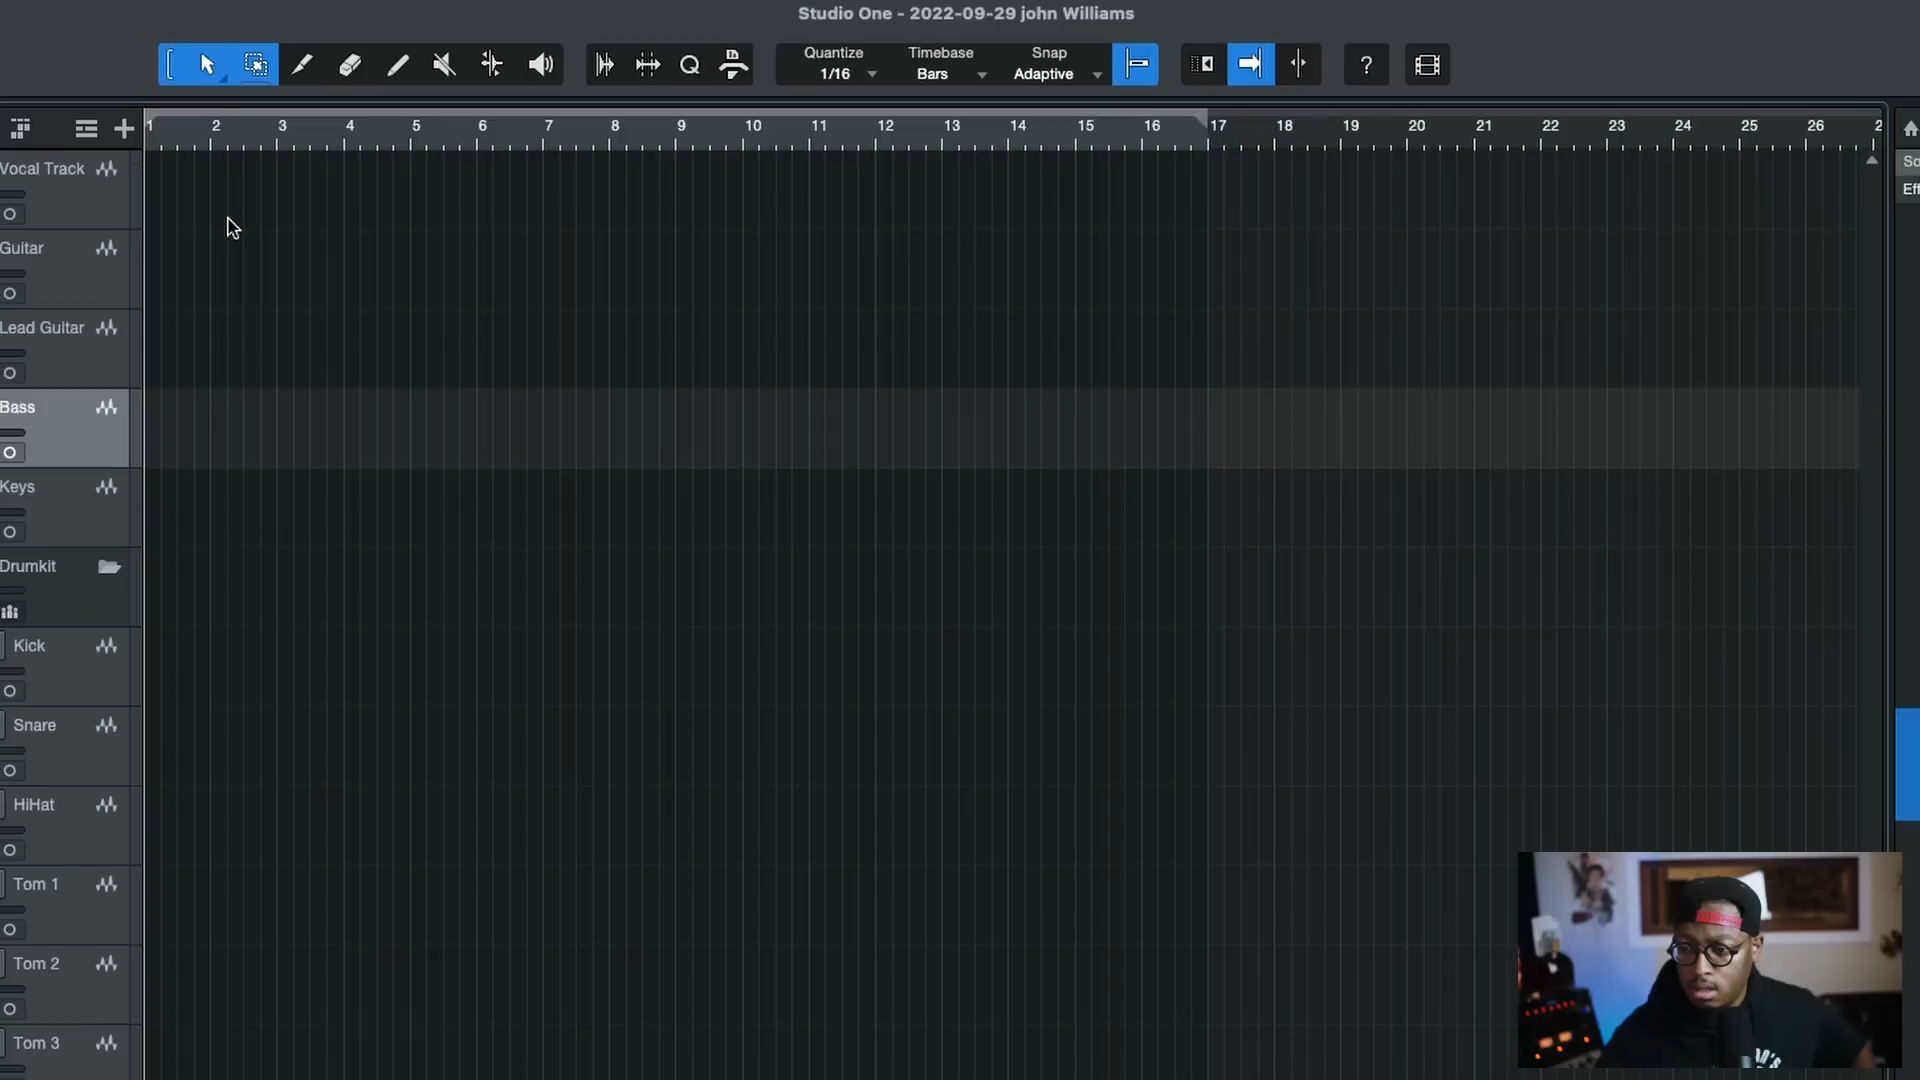 Studio One - 2022-09-29 john Williams
Quantize
1/16
Timebase
Bars
Snap
Adaptive
?
Q
1 2 3 4 5 6 7 8 9 10 11 12 13 14 15 16 17 18 19 20 21 22 23 24 25 26 2
Vocal Track
Guitar
Lead Guitar
Bass
Keys
Drumkit
Kick
Snare
HiHat
Tom 1
Tom 2
Tom 3
So
Eff